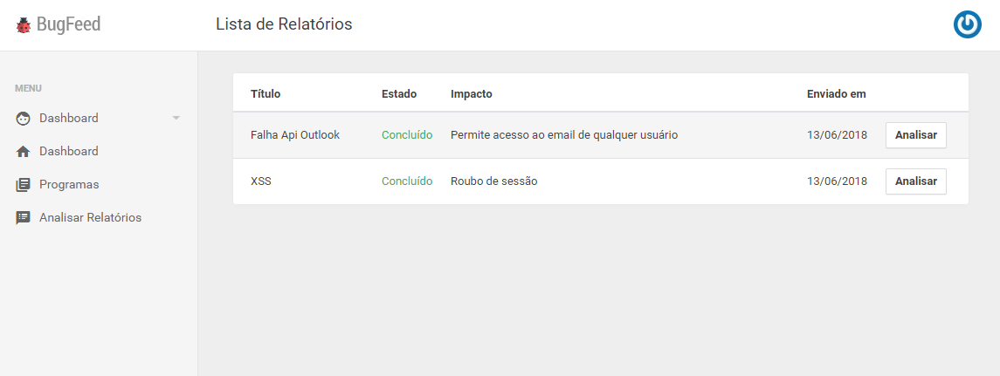 BugFeed
Lista de Relatórios
MENU
Dashboard
Dashboard
Programas
Analisar Relatórios
Título Estado Impacto Enviado em
Falha Api Outlook Concluído Permite acesso ao email de qualquer usuário 13/06/2018 Analisar
XSS Concluído Roubo de sessão 13/06/2018 Analisar